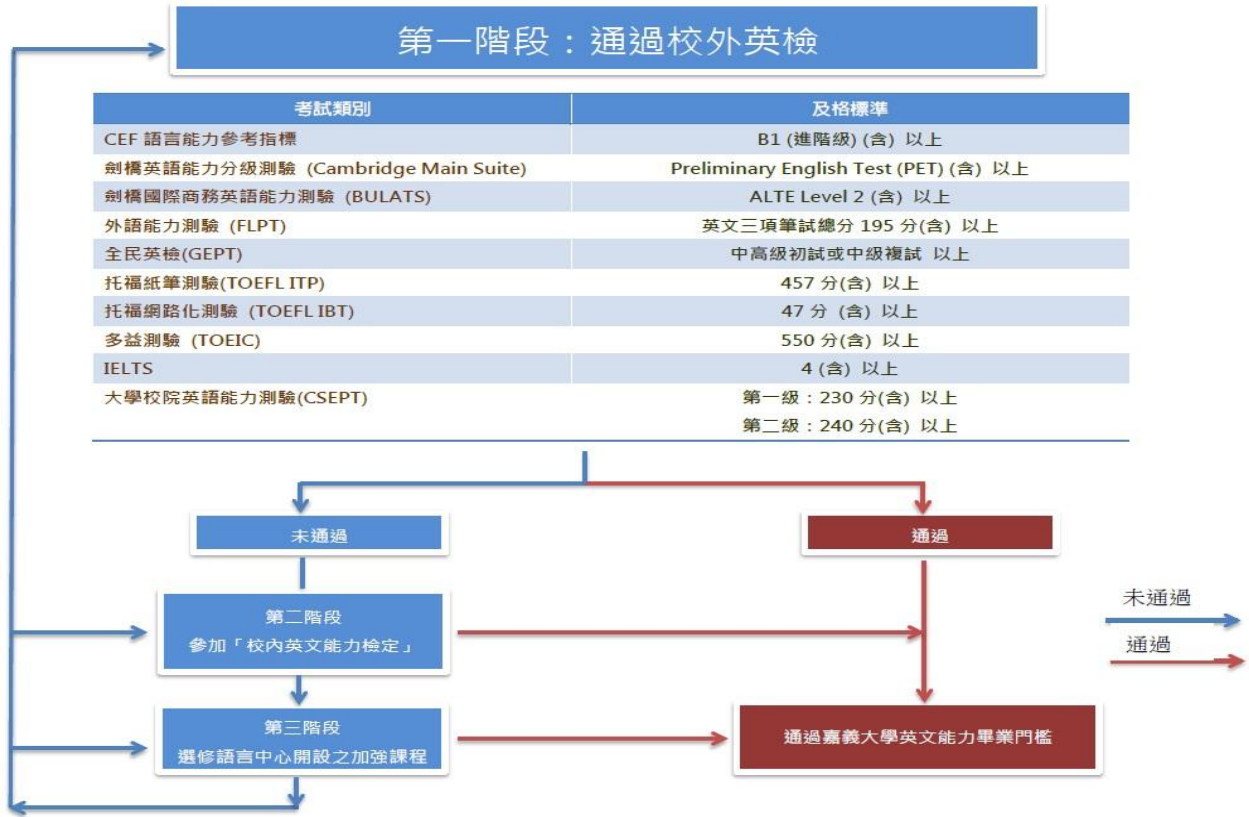 第一階段：通過校外英檢
考試類別 及格標準
CEF 語言能力參考指標 B1 (進階級) (含) 以上
劍橋英語能力分級測驗 (Cambridge Main Suite) Preliminary English Test (PET) (含) 以上
劍橋國際商務英語能力測驗 (BULATS) ALTE Level 2 (含) 以上
外語能力測驗 (FLPT) 英文三項筆試總分 195 分(含) 以上
全民英檢(GEPT) 中高級初試或中級複試 以上
托福紙筆測驗(TOEFL ITP) 457 分(含) 以上
托福網路化測驗 (TOEFL IBT) 47 分 (含) 以上
多益測驗 (TOEIC) 550 分(含) 以上
IELTS 4 (含) 以上
大學校院英語能力測驗(CSEPT) 第一級：230 分(含) 以上
第二級：240 分(含) 以上
未通過
通過
第二階段
參加「校內英文能力檢定」
未通過
通過
第三階段
選修語言中心開設之加強課程
通過嘉義大學英文能力畢業門檻